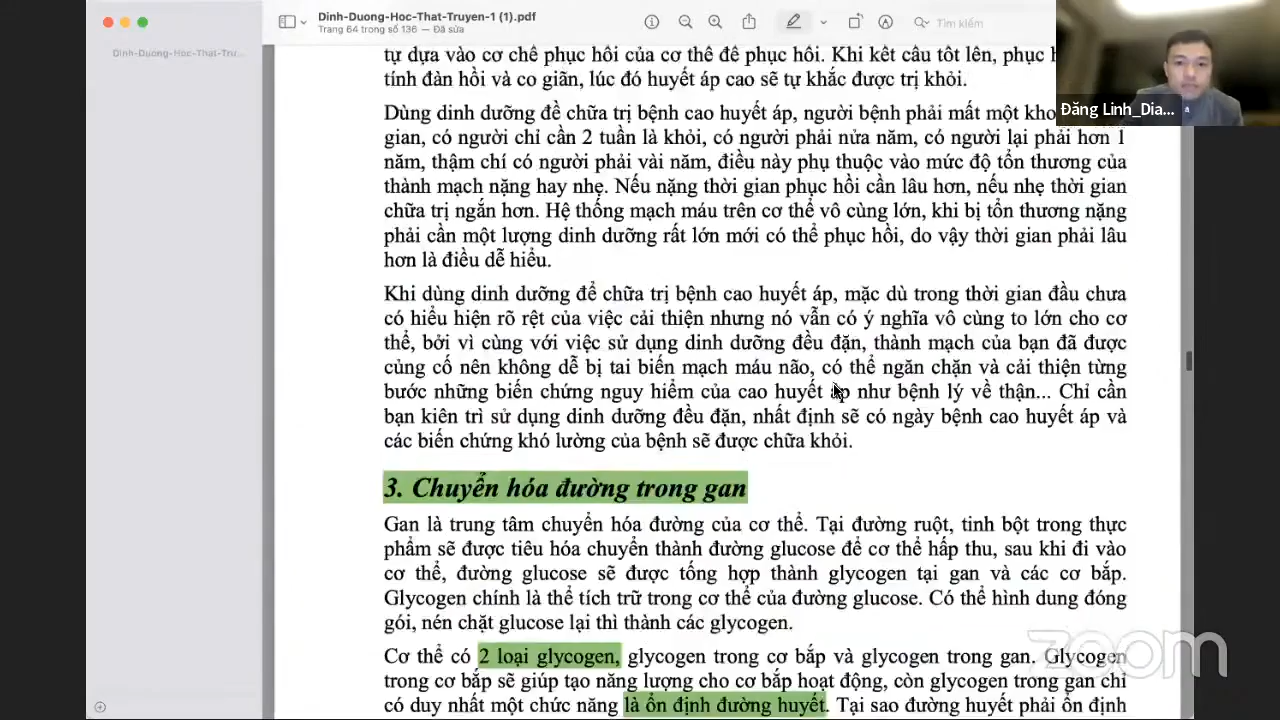 Dinh-Duong-Hoc-That-Truyen-1 (1).pdf
Trang 64 trong số 136 — Đã sửa
Tìm kiếm
Dinh-Duong-Hoc-That-Tru...
Đăng Linh_Dia...
tự dựa vào cơ chế phục hồi của cơ thể để phục hồi. Khi kết cấu tốt lên, phục
tính đàn hồi và co giãn, lúc đó huyết áp cao sẽ tự khắc được trị khỏi.
Dùng dinh dưỡng để chữa trị bệnh cao huyết áp, người bệnh phải mất một
gian, có người chỉ cần 2 tuần là khỏi, có người phải nửa năm, có người lại phải hơn 1
năm, thậm chí có người phải vài năm, điều này phụ thuộc vào mức độ tổn thương của
thành mạch nặng hay nhẹ. Nếu nặng thời gian phục hồi cần lâu hơn, nếu nhẹ thời gian
chữa trị ngắn hơn. Hệ thống mạch máu trên cơ thể vô cùng lớn, khi bị tổn thương nặng
phải cần một lượng dinh dưỡng rất lớn mới có thể phục hồi, do vậy thời gian phải lâu
hơn là điều dễ hiểu.
Khi dùng dinh dưỡng để chữa trị bệnh cao huyết áp, mặc dù trong thời gian đầu chưa
có hiểu hiện rõ rệt của việc cải thiện nhưng nó vẫn có ý nghĩa vô cùng to lớn cho cơ
thể, bởi vì cùng với việc sử dụng dinh dưỡng đều đặn, thành mạch của bạn đã được
củng cố nên không dễ bị tai biến mạch máu não, có thể ngăn chặn và cải thiện từng
bước những biến chứng nguy hiểm của cao huyết áp như bệnh lý về thận... Chỉ cần
bạn kiên trì sử dụng dinh dưỡng đều đặn, nhất định sẽ có ngày bệnh cao huyết áp và
các biến chứng khó lường của bệnh sẽ được chữa khỏi.
3. Chuyển hóa đường trong gan
Gan là trung tâm chuyển hóa đường của cơ thể. Tại đường ruột, tinh bột trong thực
phẩm sẽ được tiêu hóa chuyển thành đường glucose để cơ thể hấp thu, sau khi đi vào
cơ thể, đường glucose sẽ được tổng hợp thành glycogen tại gan và các cơ bắp.
Glycogen chính là thể tích trữ trong cơ thể của đường glucose. Có thể hình dung đóng
gói, nén chặt glucose lại thì thành các glycogen.
Cơ thể có 2 loại glycogen, glycogen trong cơ bắp và glycogen trong gan. Glycogen
trong cơ bắp sẽ giúp tạo năng lượng cho cơ bắp hoạt động, còn glycogen trong gan chỉ
có duy nhất một chức năng là ổn định đường huyết. Tại sao đường huyết phải ổn định
zoom